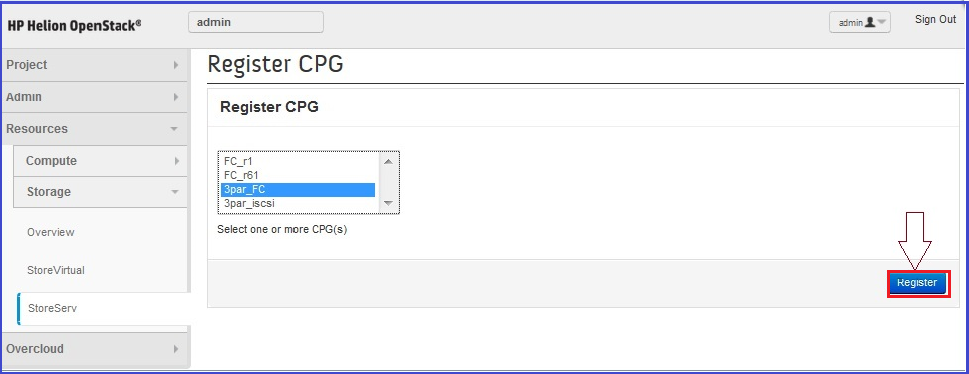 HP Helion OpenStack®
admin
admin
Sign Out
Project
Admin
Resources
Compute
Storage
Overview
StoreVirtual
StoreServ
Overcloud
Register CPG
Register CPG
FC_r1
FC_r61
3par_FC
3par_iscsi
Select one or more CPG(s)
Register